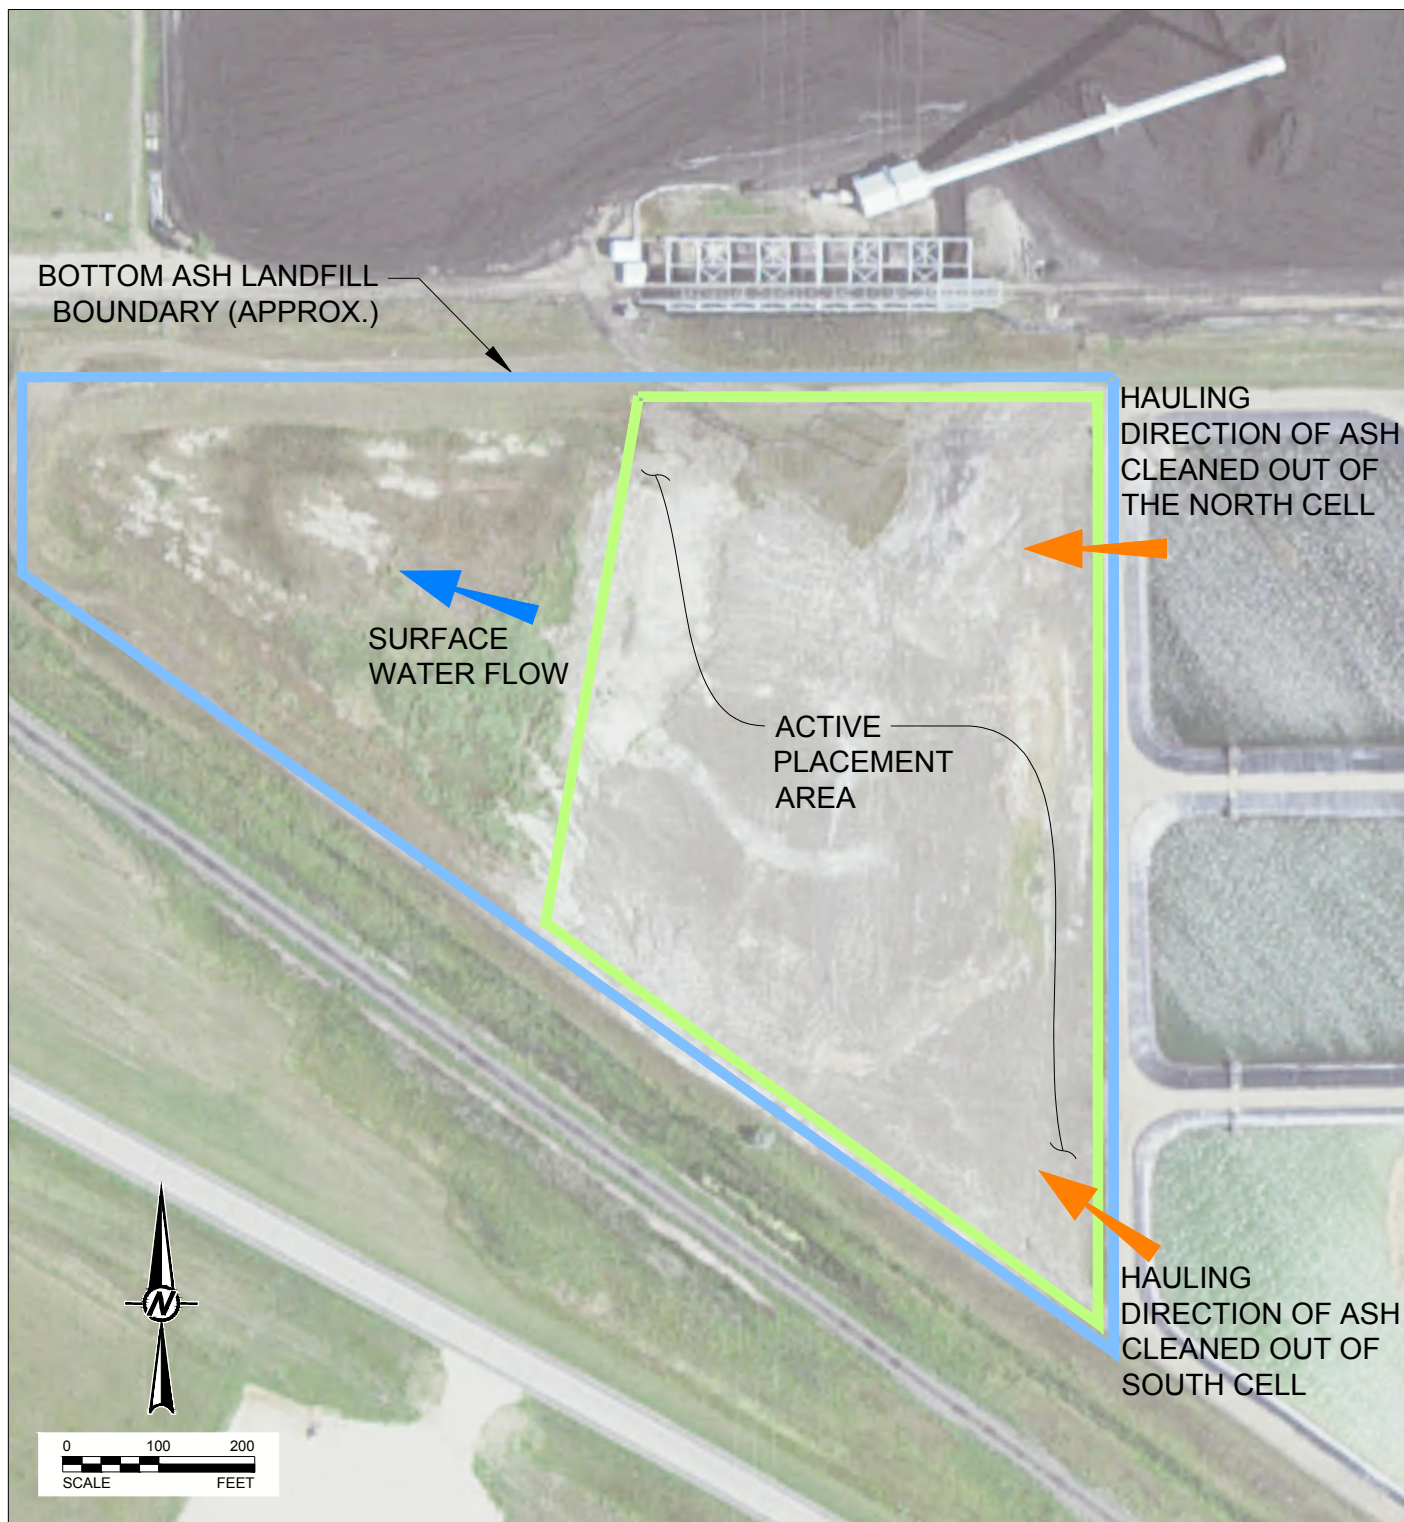 BOTTOM ASH LANDFILL
BOUNDARY (APPROX.)
HAULING
DIRECTION OF ASH
CLEANED OUT OF
THE NORTH CELL
SURFACE
WATER FLOW
ACTIVE
PLACEMENT
AREA
HAULING
DIRECTION OF ASH
CLEANED OUT OF
SOUTH CELL
N
0 100 200
SCALE FEET